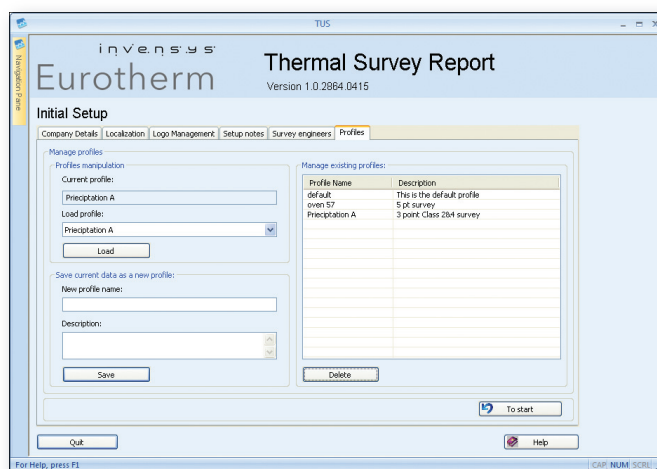 TUS
Navigation Pane
invensys
Eurotherm
Thermal Survey Report
Version 1.0.2864.0415
Initial Setup
Company Details Localization Logo Management Setup notes Survey engineers Profiles
Manage profiles
Profiles manipulation
Current profile:
Prieciptation A
Load profile:
Prieciptation A
Load
Save current data as a new profile:
New profile name:
Description:
Save
Manage existing profiles:
Profile Name Description
default This is the default profile
oven 57 5 pt survey
Prieciptation A 3 point Class 2&4 survey
Delete
To start
Quit
Help
For Help, press F1
CAP NUM SCRL